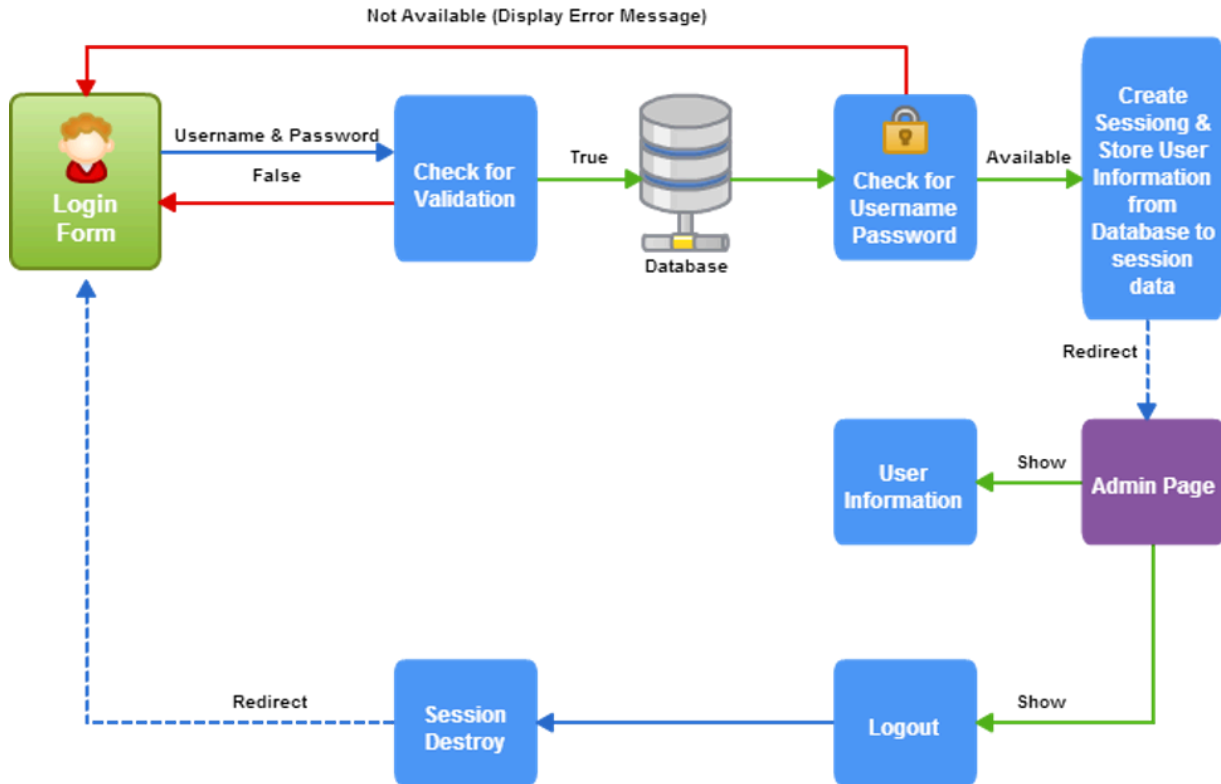 Not Available (Display Error Message)
Login
Form
Username & Password
False
Check for
Validation
True
Database
Check for
Username
Password
Available
Create
Sessiong &
Store User
Information
from
Database to
session
data
Redirect
Admin Page
Show
User
Information
Show
Logout
Session
Destroy
Redirect